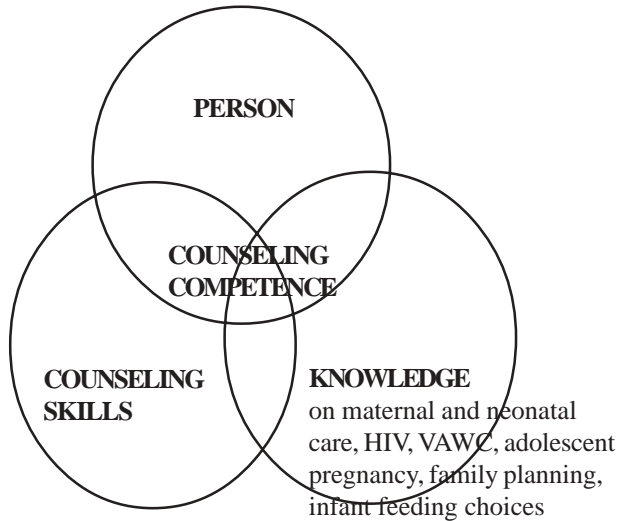 PERSON
COUNSELING
COMPETENCE
COUNSELING
SKILLS
KNOWLEDGE
on maternal and neonatal
care, HIV, VAWC, adolescent
pregnancy, family planning,
infant feeding choices